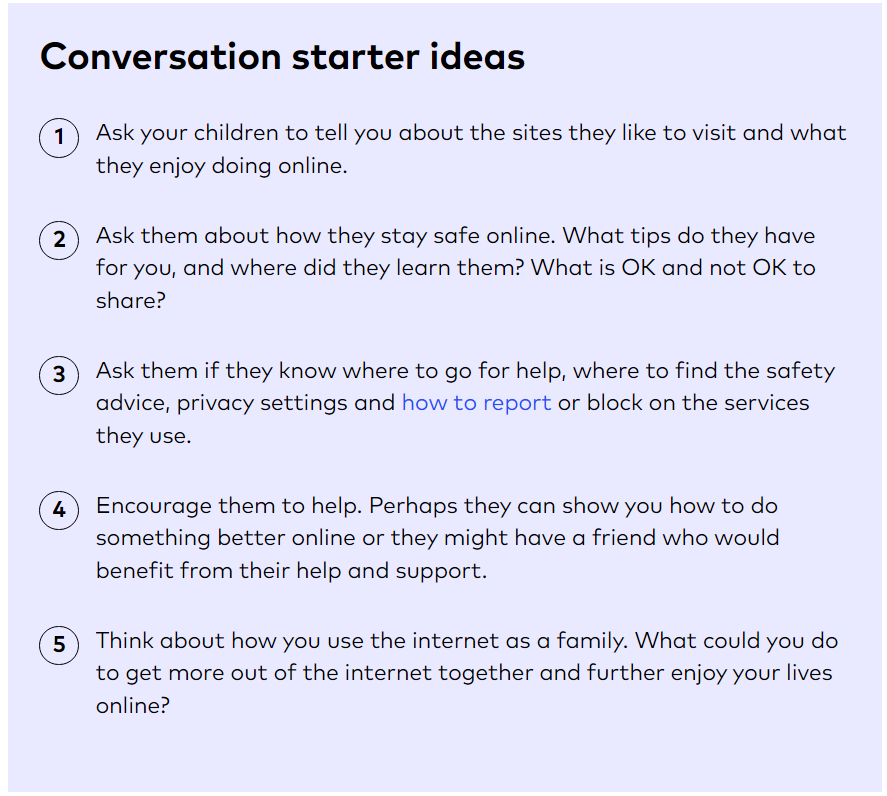 Conversation starter ideas
1 Ask your children to tell you about the sites they like to visit and what
they enjoy doing online.
2 Ask them about how they stay safe online. What tips do they have
for you, and where did they learn them? What is OK and not OK to
share?
3 Ask them if they know where to go for help, where to find the safety
advice, privacy settings and how to report or block on the services
they use.
4 Encourage them to help. Perhaps they can show you how to do
something better online or they might have a friend who would
benefit from their help and support.
5 Think about how you use the internet as a family. What could you do
to get more out of the internet together and further enjoy your lives
online?